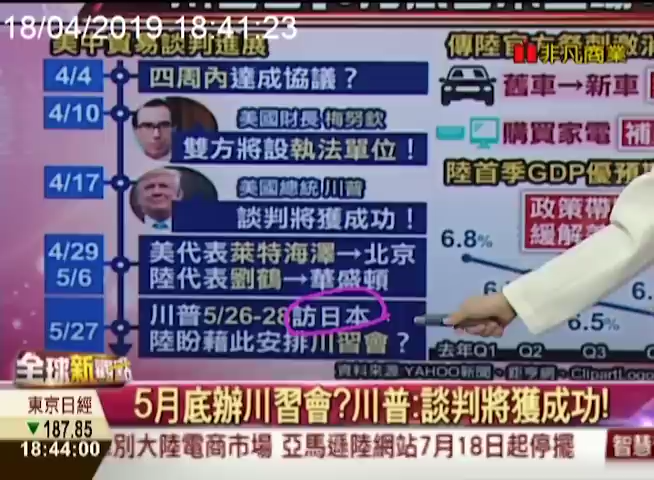 18/04/2019 18:41:23
非凡商業
美中貿易談判進展
4/4 四周內達成協議？
4/10 美國財長 梅努欽
雙方將設執法單位！
4/17 美國總統 川普
談判將獲成功！
4/29 美代表萊特海澤→北京
5/6 陸代表劉鶴→華盛頓
5/27 川普5/26-28訪日本
陸盼藉此安排川習會？
舊車→新車
購買家電 補
陸首季GDP優預
政策帶
緩解
6.8%
6.5%
去年Q1 Q2 Q3
資料來源 YAHOO新聞、鉅亨網、ClipartLogo
全球新觀點
5月底辦川習會?川普:談判將獲成功!
東京日經
▼187.85
18:44:00
別大陸電商市場 亞馬遜陸網站7月18日起停擺
智慧